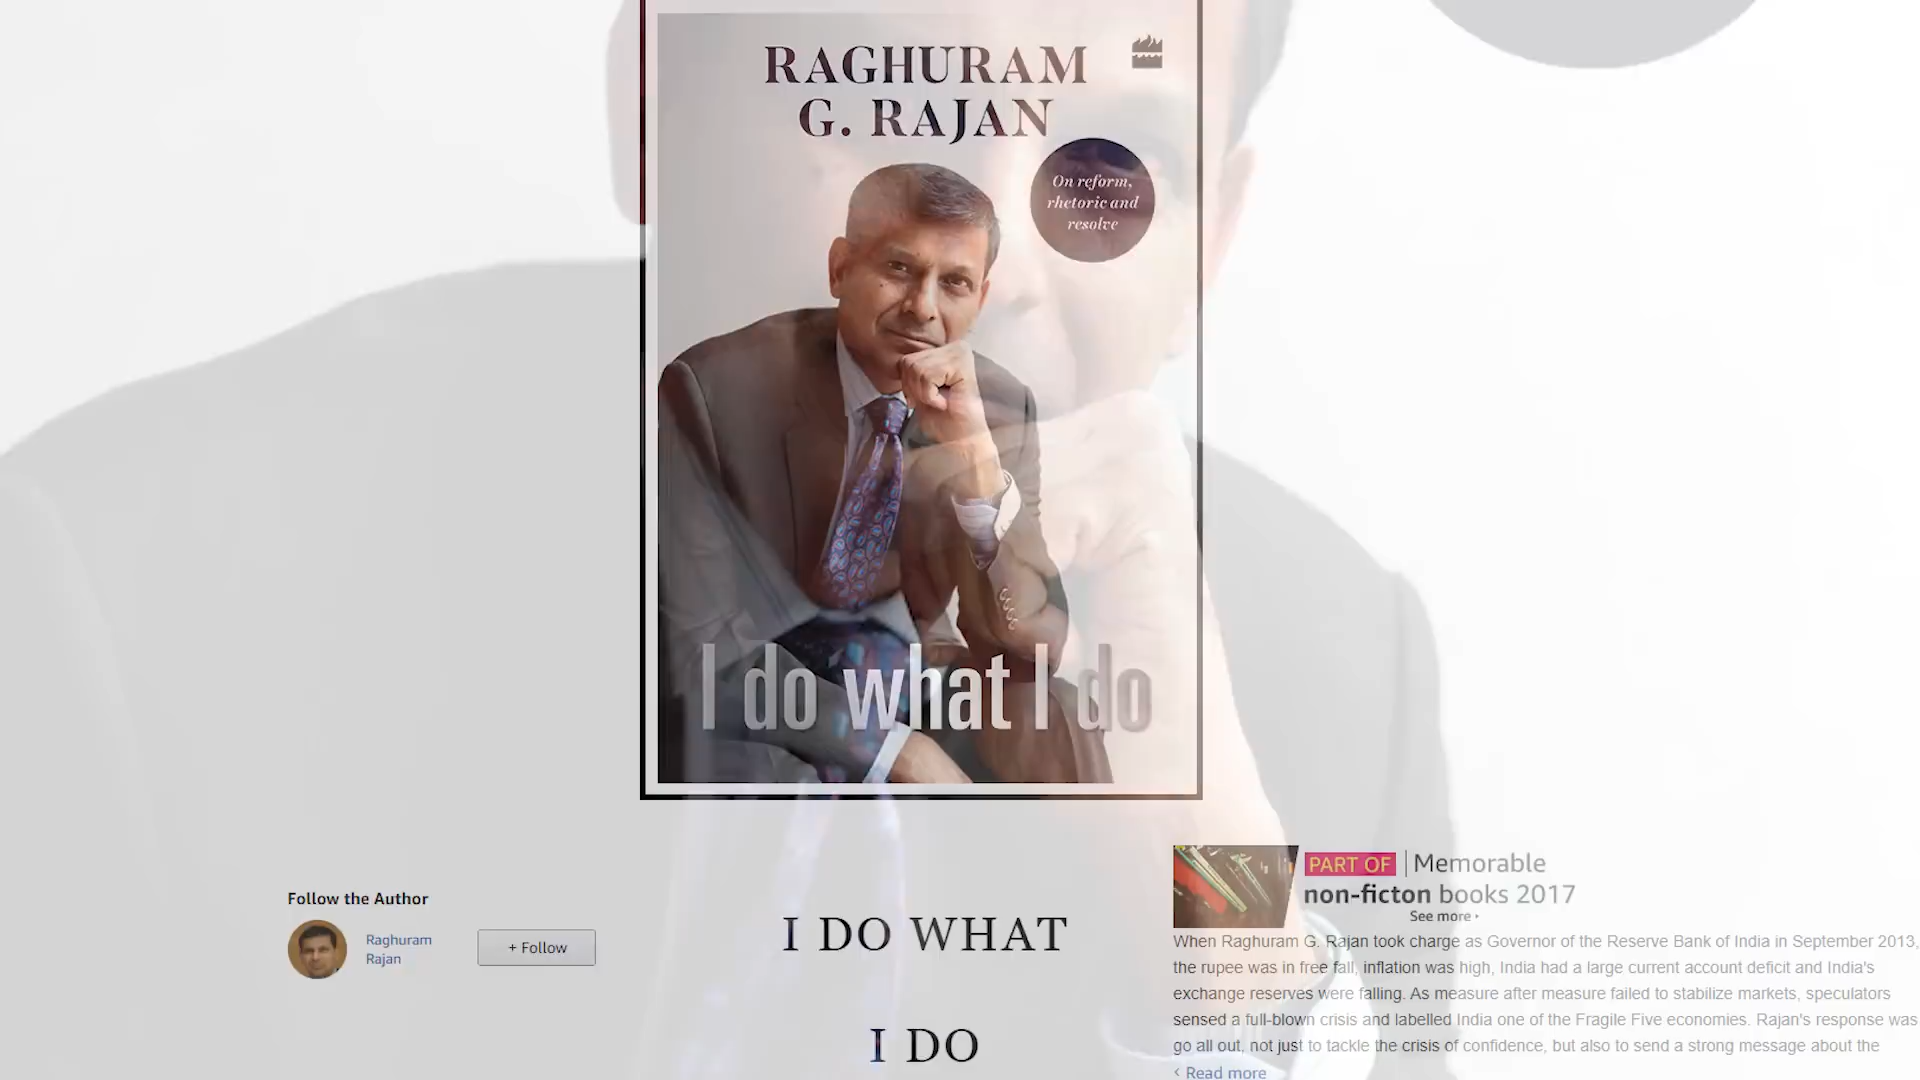 RAGHURAM
G. RAJAN
On reform,
rhetoric and
resolve
I do what I do
Follow the Author
Raghuram
Rajan
+ Follow
I DO WHAT
I DO
PART OF Memorable
non-ficton books 2017
See more
When Raghuram G. Rajan took charge as Governor of the Reserve Bank of India in September 2013,
the rupee was in free fall, inflation was high, India had a large current account deficit and India's
exchange reserves were falling. As measure after measure failed to stabilize markets, speculators
sensed a full-blown crisis and labelled India one of the Fragile Five economies. Rajan's response was
go all out, not just to tackle the crisis of confidence, but also to send a strong message about the
‹ Read more